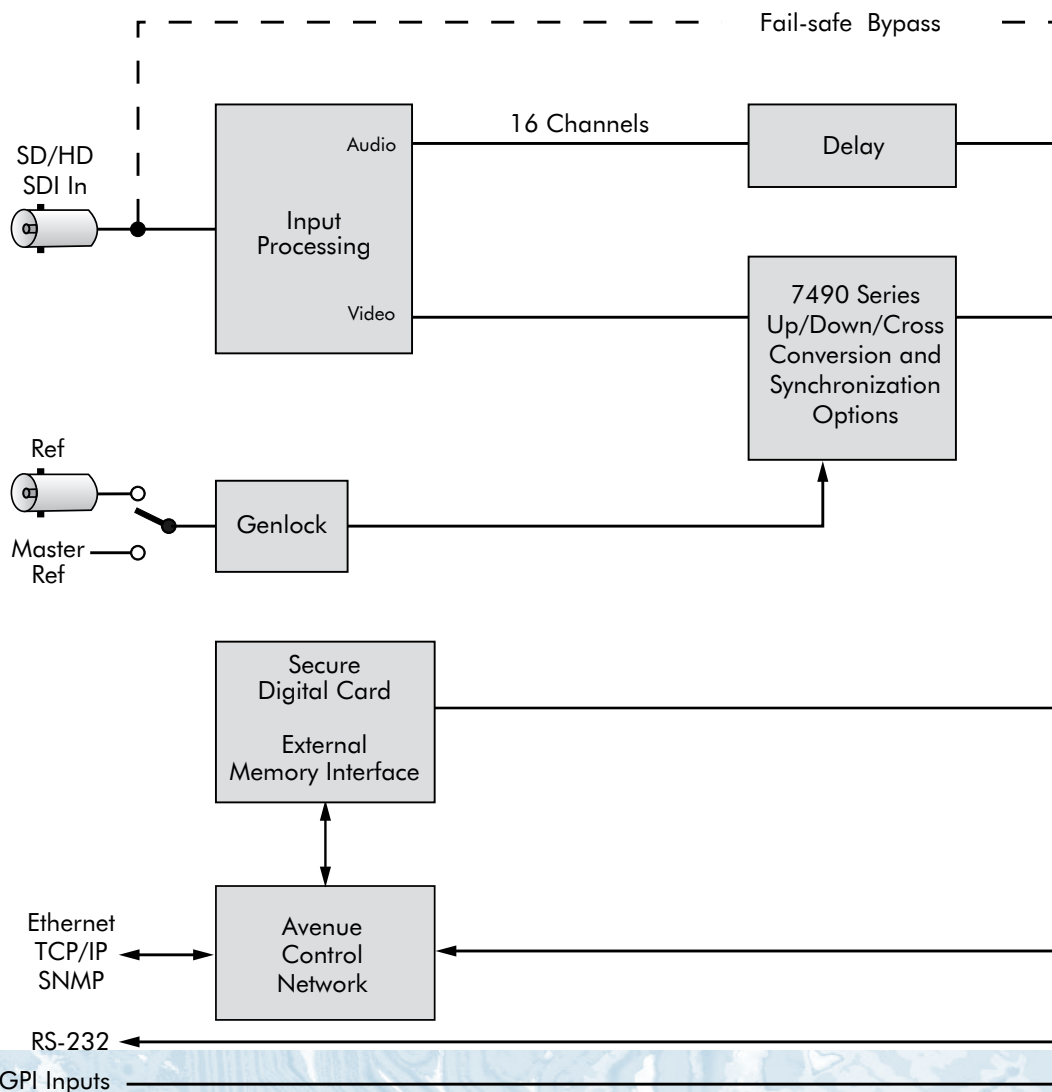 Fail-safe Bypass
16 Channels
Audio
Delay
SD/HD
SDI In
Input
Processing
Video
7490 Series
Up/Down/Cross
Conversion and
Synchronization
Options
Ref
Genlock
Master
Ref
Secure
Digital Card
External
Memory Interface
Ethernet
TCP/IP
SNMP
Avenue
Control
Network
RS-232
GPI Inputs